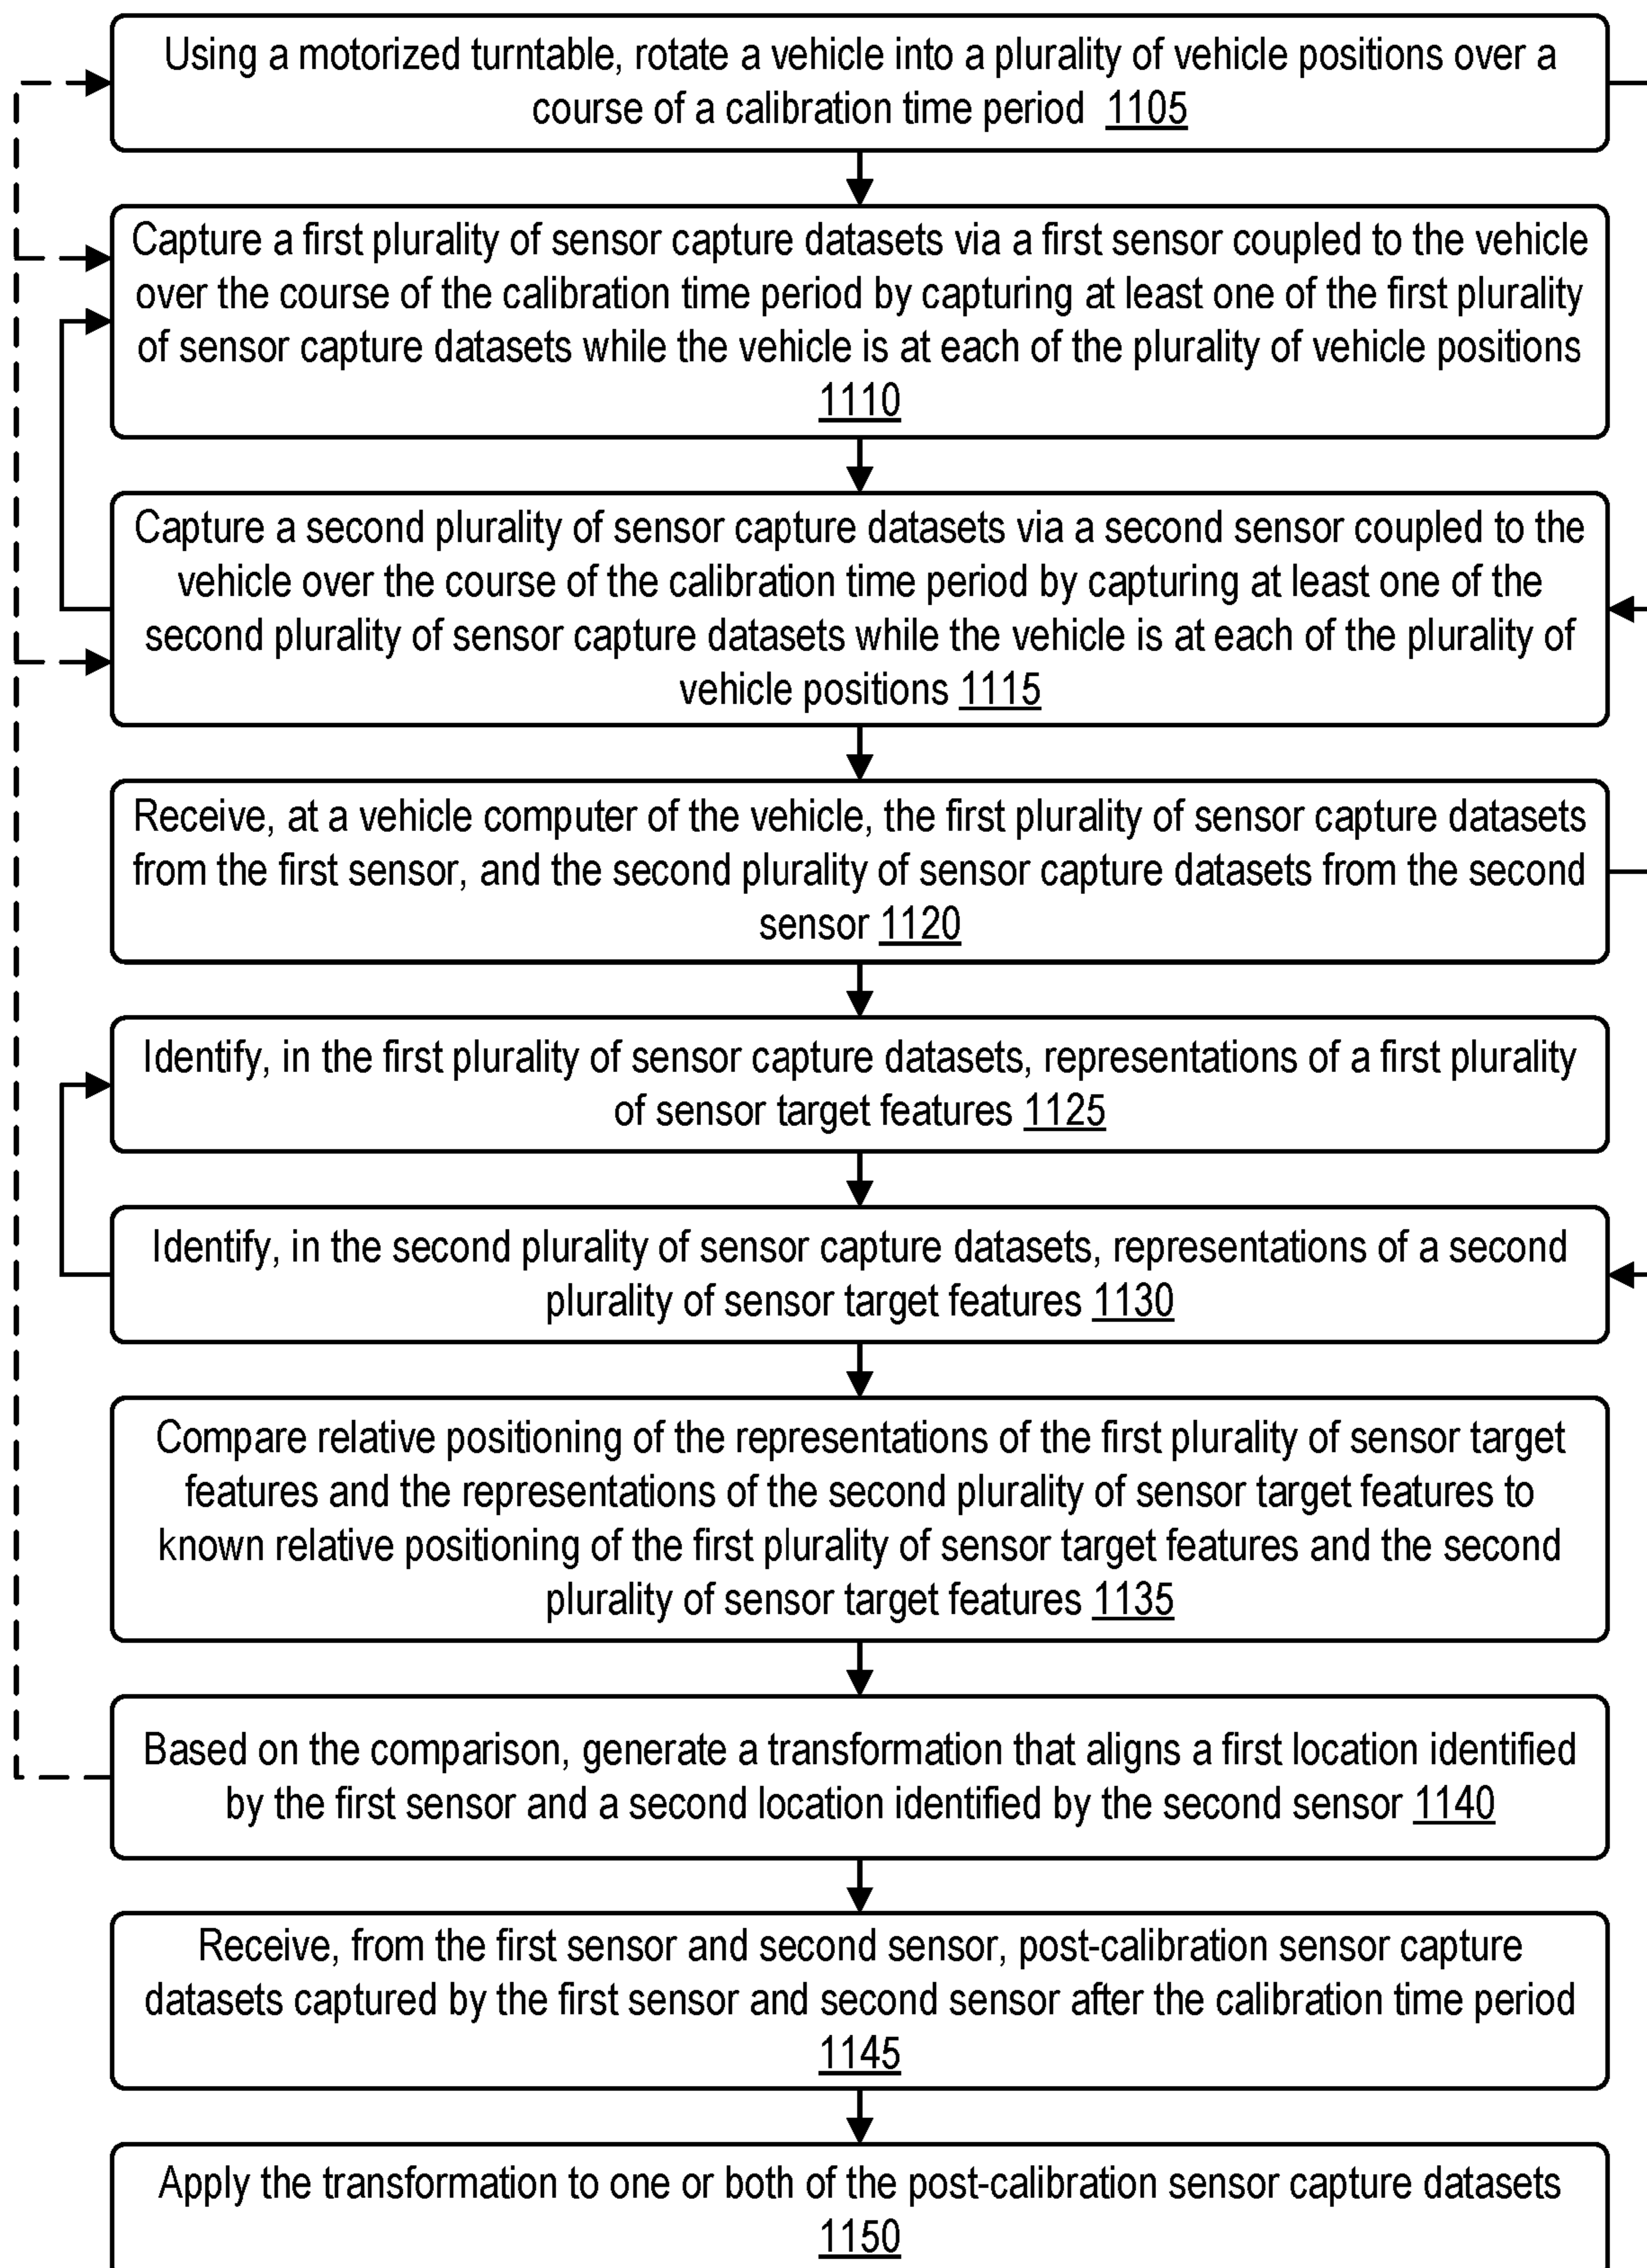 Using a motorized turntable, rotate a vehicle into a plurality of vehicle positions over a
course of a calibration time period 1105
Capture a first plurality of sensor capture datasets via a first sensor coupled to the vehicle
over the course of the calibration time period by capturing at least one of the first plurality
of sensor capture datasets while the vehicle is at each of the plurality of vehicle positions
1110
Capture a second plurality of sensor capture datasets via a second sensor coupled to the
vehicle over the course of the calibration time period by capturing at least one of the
second plurality of sensor capture datasets while the vehicle is at each of the plurality of
vehicle positions 1115
Receive, at a vehicle computer of the vehicle, the first plurality of sensor capture datasets
from the first sensor, and the second plurality of sensor capture datasets from the second
sensor 1120
Identify, in the first plurality of sensor capture datasets, representations of a first plurality
of sensor target features 1125
Identify, in the second plurality of sensor capture datasets, representations of a second
plurality of sensor target features 1130
Compare relative positioning of the representations of the first plurality of sensor target
features and the representations of the second plurality of sensor target features to
known relative positioning of the first plurality of sensor target features and the second
plurality of sensor target features 1135
Based on the comparison, generate a transformation that aligns a first location identified
by the first sensor and a second location identified by the second sensor 1140
Receive, from the first sensor and second sensor, post-calibration sensor capture
datasets captured by the first sensor and second sensor after the calibration time period
1145
Apply the transformation to one or both of the post-calibration sensor capture datasets
1150